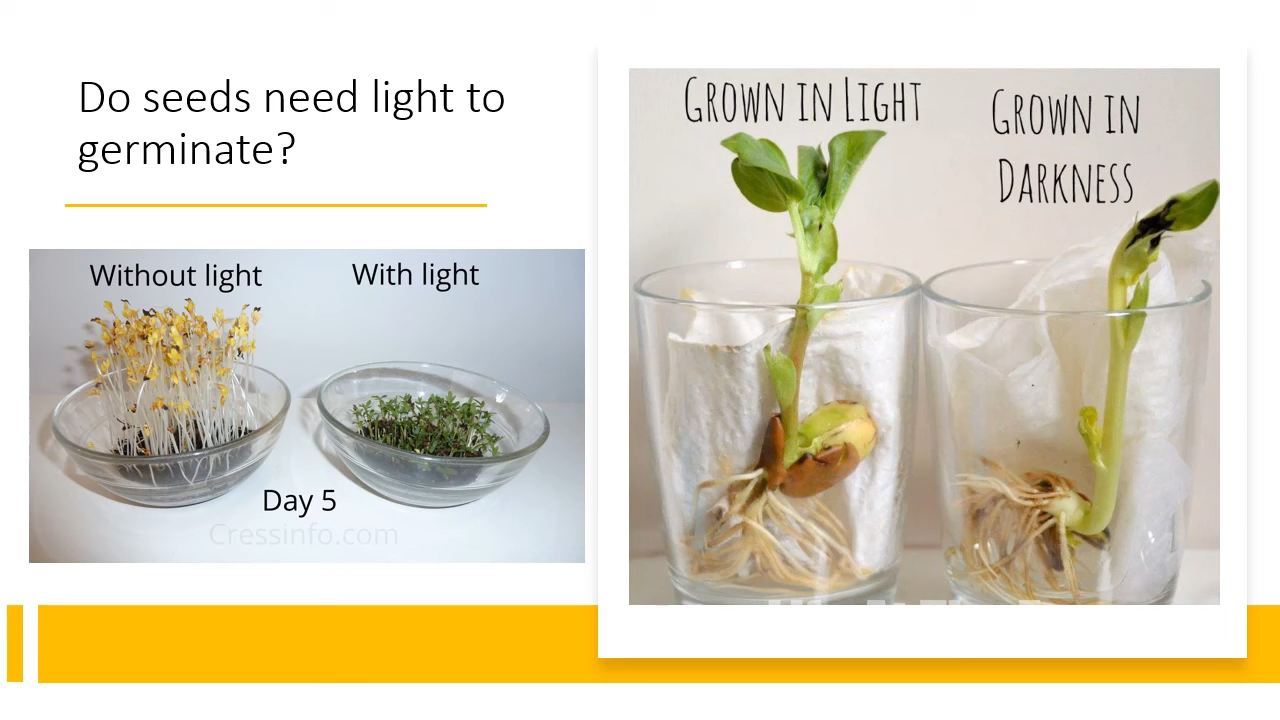 Do seeds need light to
germinate?
Without light
With light
Day 5
Cressinfo.com
Grown in Light
Grown in
Darkness